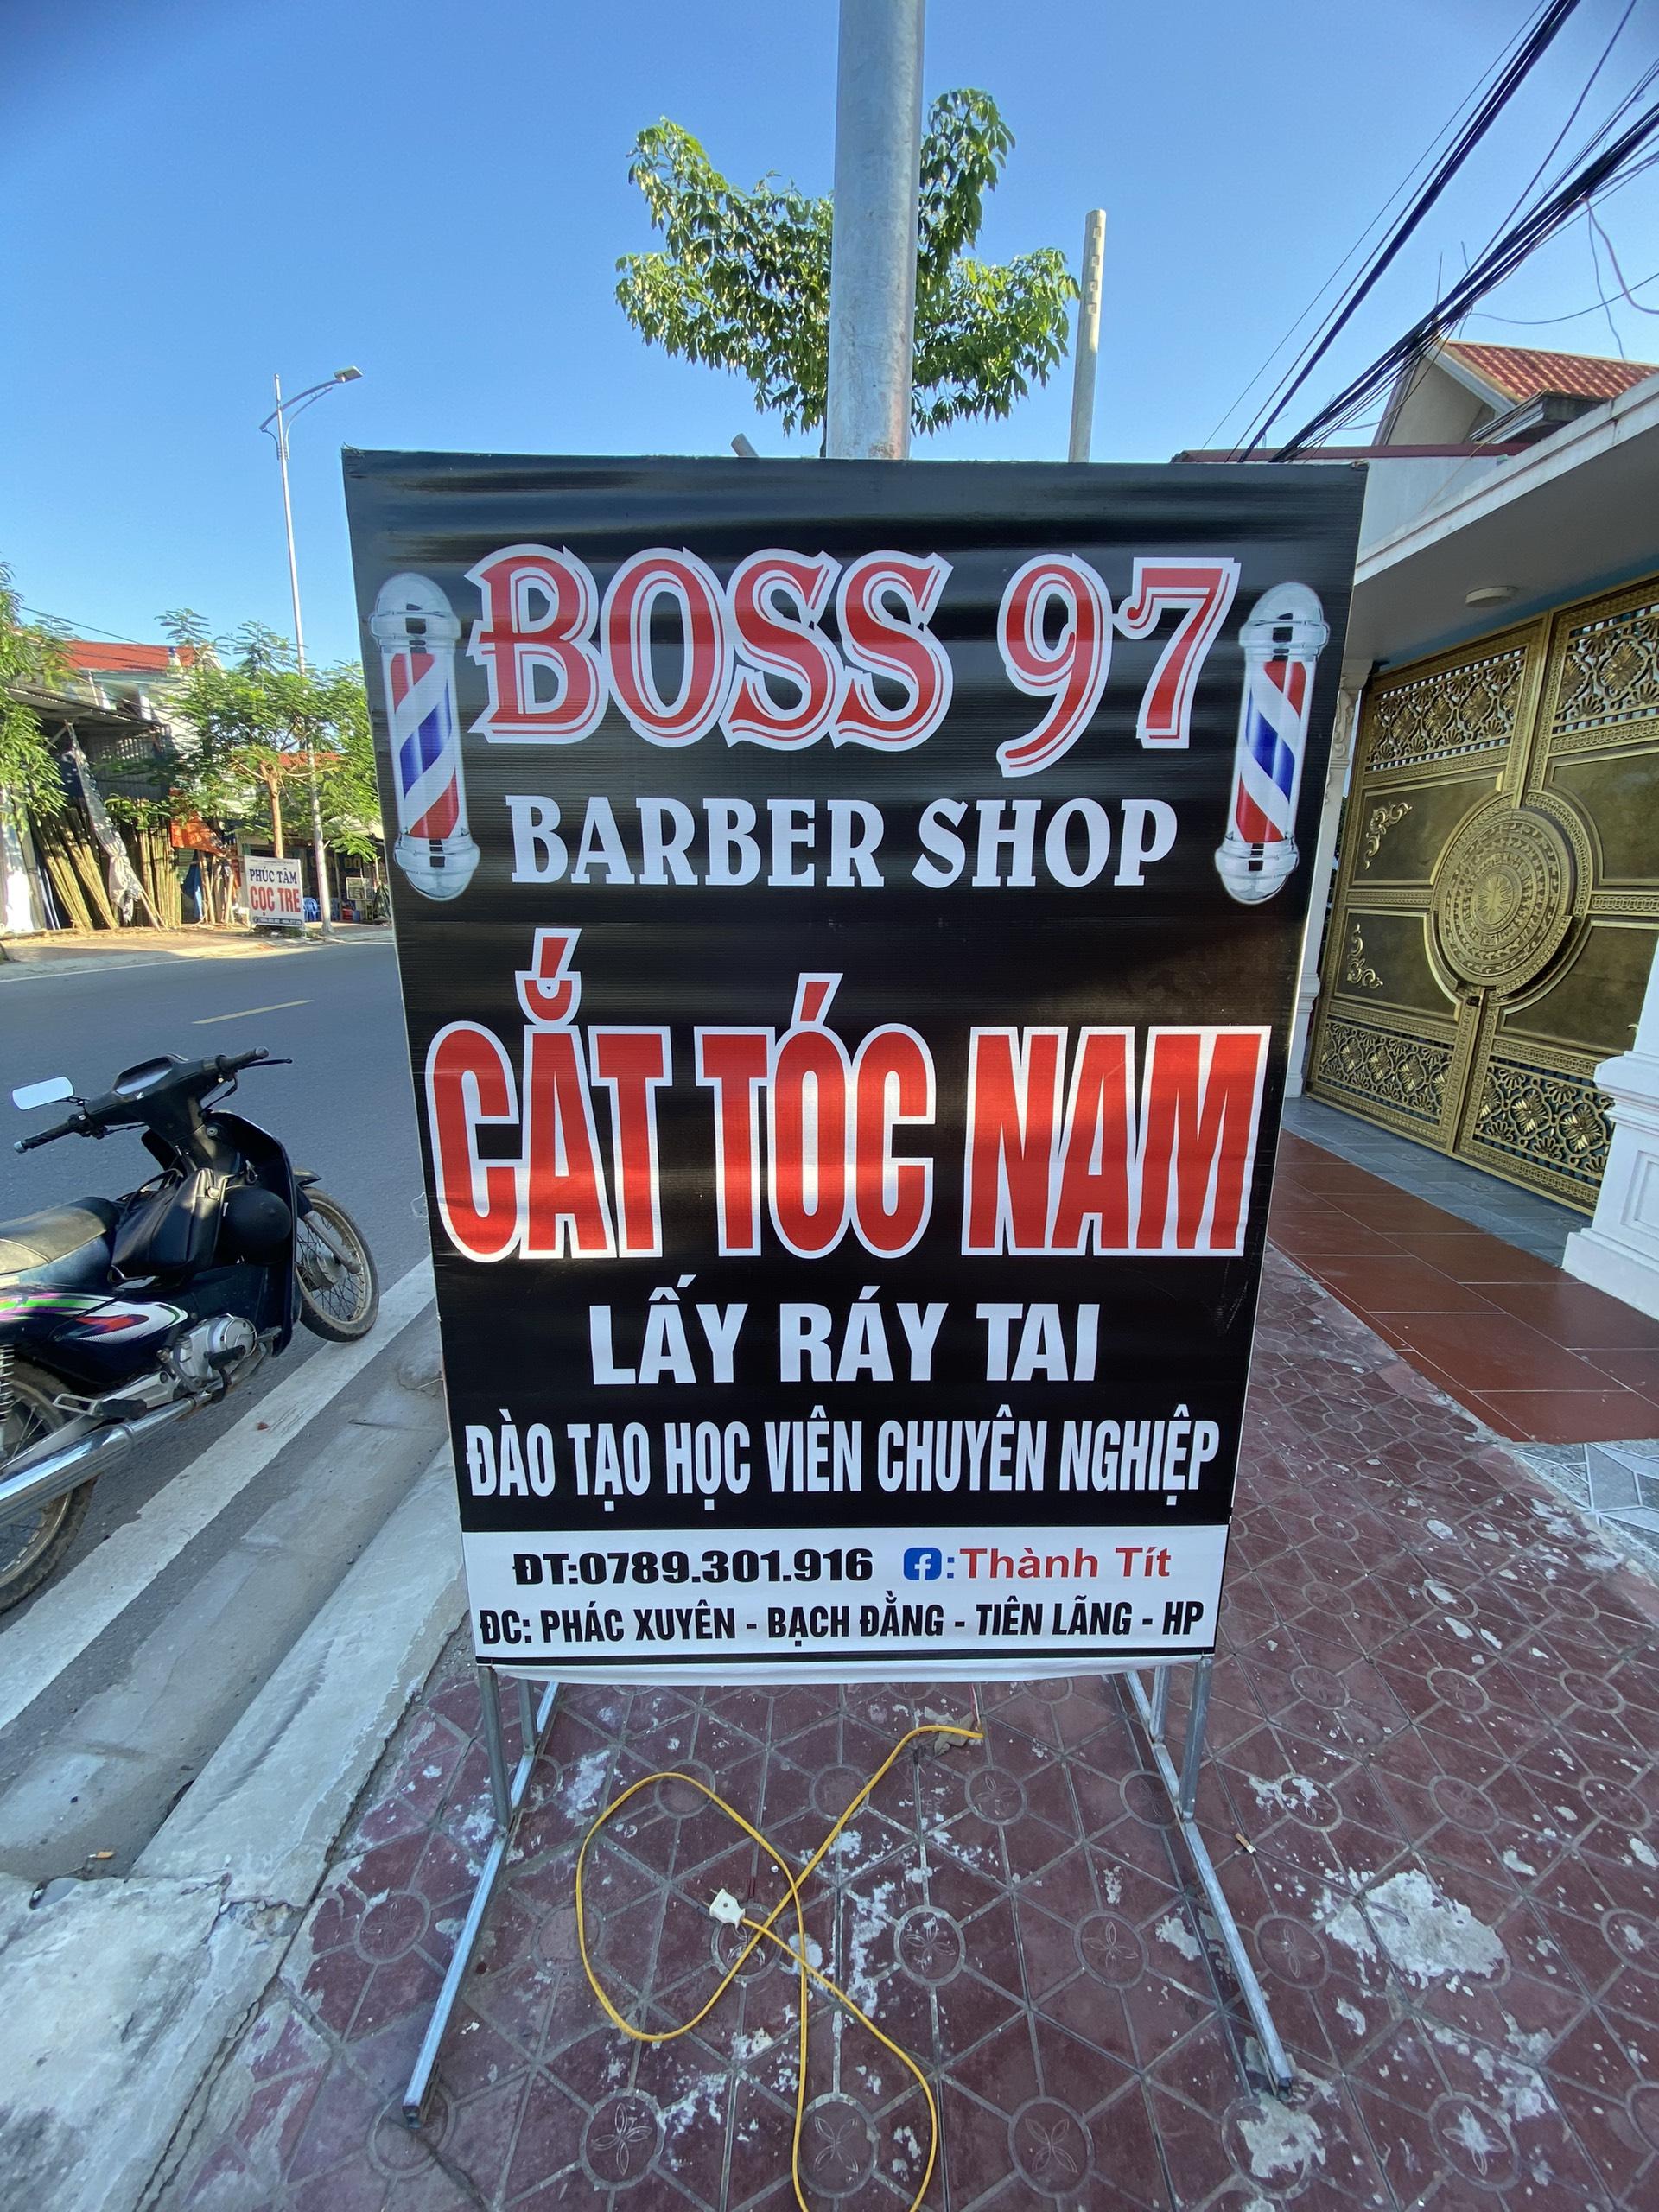 BOSS 97
BARBER SHOP
CẮT TÓC NAM
LẤY RÁY TAI
ĐÀO TẠO HỌC VIÊN CHUYÊN NGHIỆP
ĐT:0789.301.916 f:Thành Tít
ĐC: PHÁC XUYÊN - BẠCH ĐẰNG - TIÊN LÃNG - HP
PHÚC TÂM
CỌC TRE